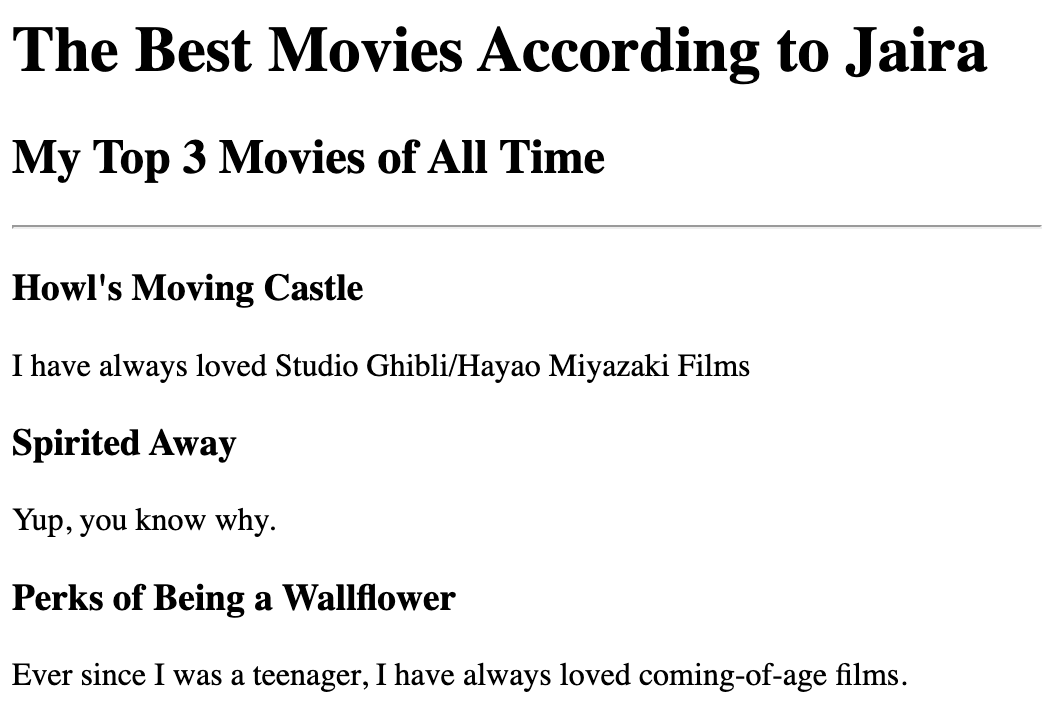 The Best Movies According to Jaira
My Top 3 Movies of All Time
Howl's Moving Castle
I have always loved Studio Ghibli/Hayao Miyazaki Films
Spirited Away
Yup, you know why.
Perks of Being a Wallflower
Ever since I was a teenager, I have always loved coming-of-age films.